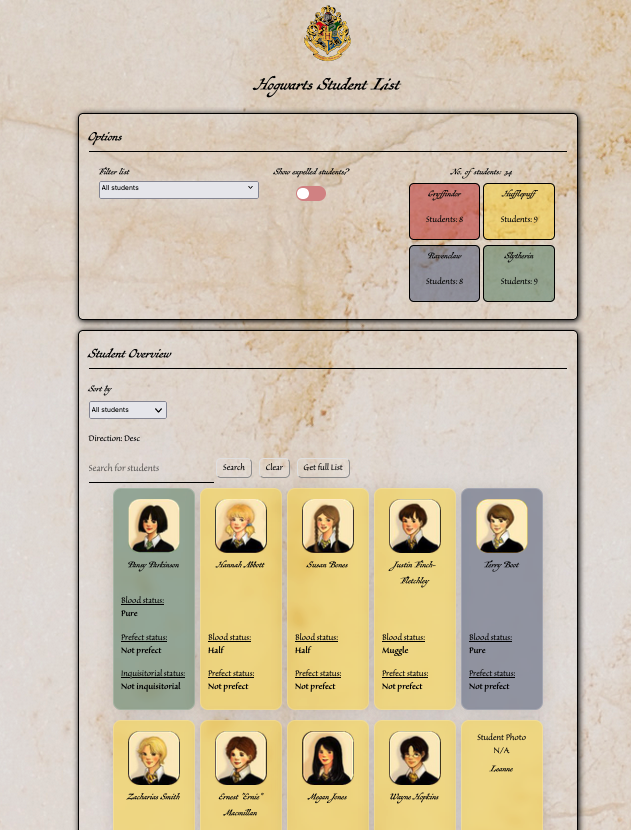 Hogwarts Student List
Options
Filter list
All students
Show expelled students?
No. of students: 34
Gryffindor
Students: 8
Hufflepuff
Students: 9
Ravenclaw
Students: 8
Slytherin
Students: 9
Student Overview
Sort by
All students
Direction: Desc
Search for students
Search
Clear
Get full List
Pansy Parkinson
Blood status:
Pure
Prefect status:
Not prefect
Inquisitorial status:
Not inquisitorial
Hannah Abbott
Blood status:
Half
Prefect status:
Not prefect
Susan Bones
Blood status:
Half
Prefect status:
Not prefect
Justin Finch-
Fletchley
Blood status:
Muggle
Prefect status:
Not prefect
Terry Boot
Blood status:
Pure
Prefect status:
Not prefect
Zacharias Smith
Ernest "Ernie"
Macmillan
Megan Jones
Wayne Hopkins
Student Photo
N/A
Leanne